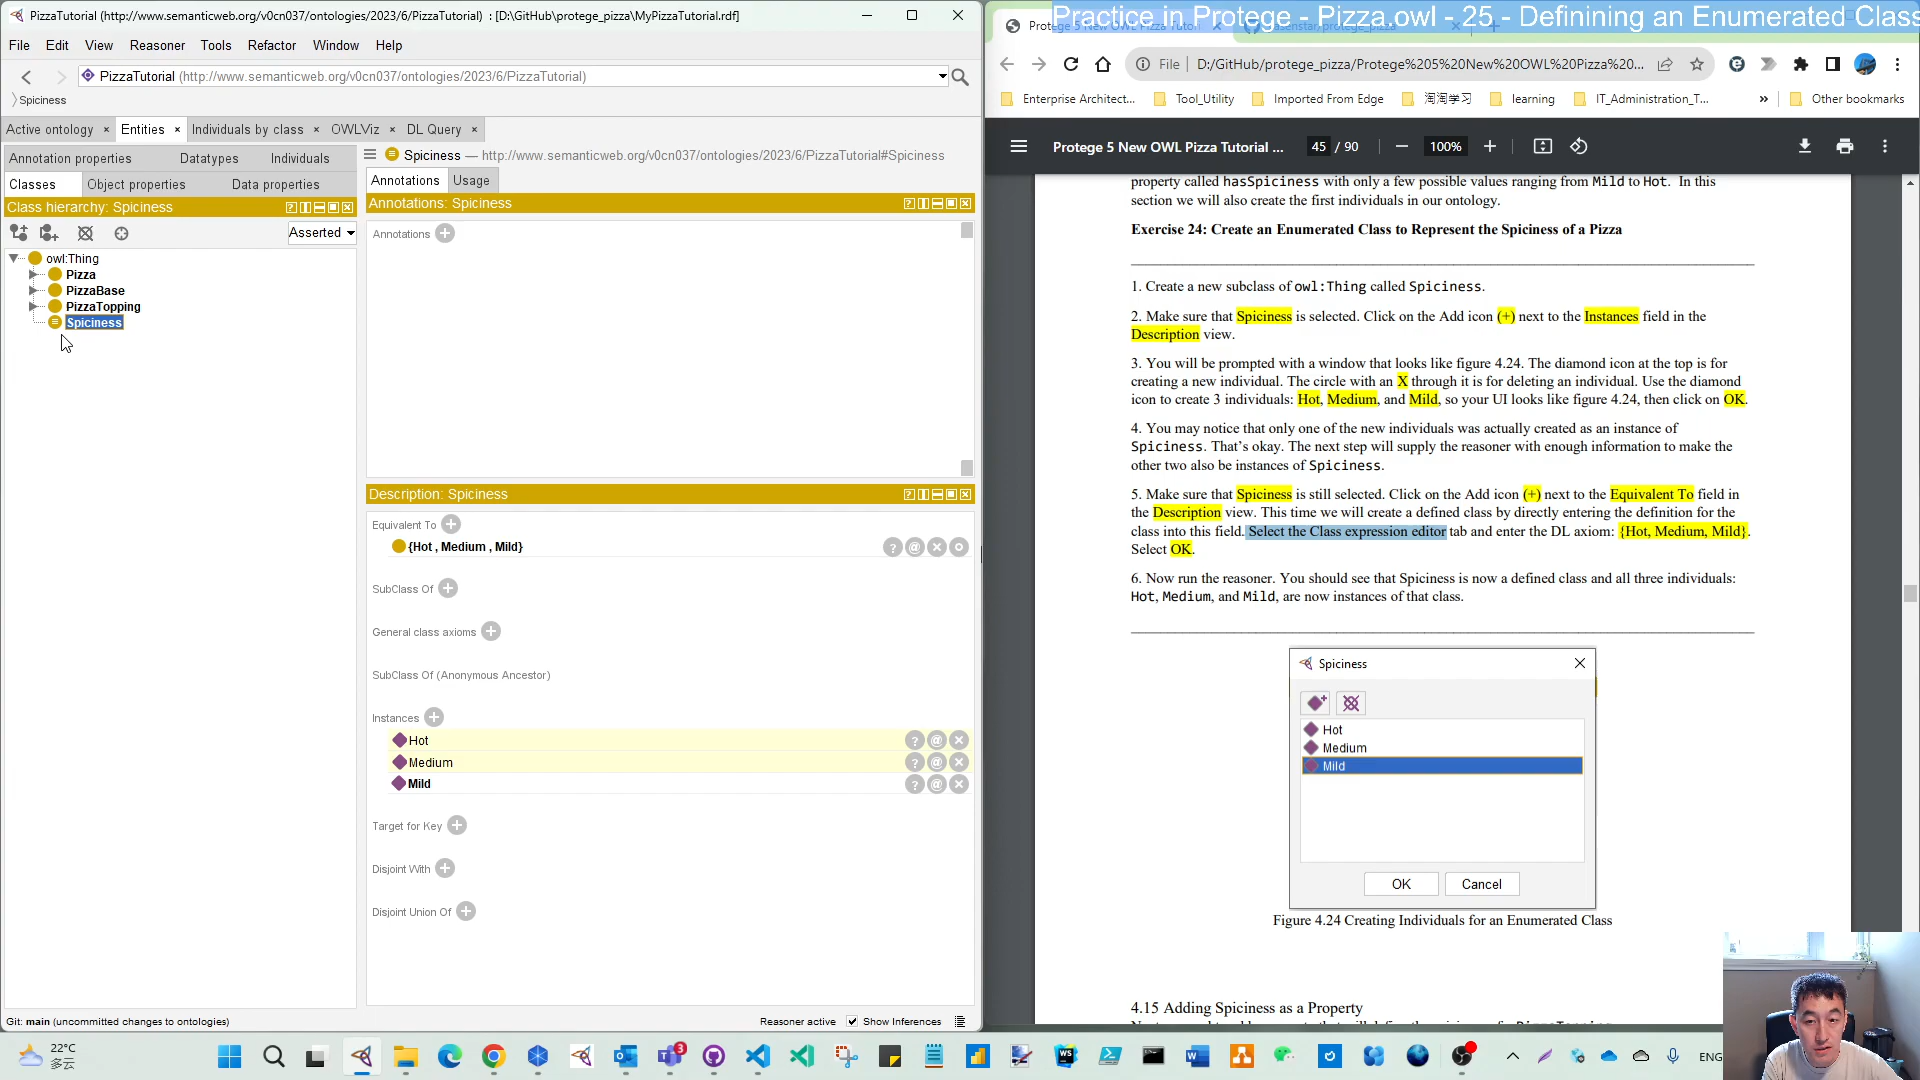 PizzaTutorial (http://www.semanticweb.org/v0cn037/ontologies/2023/6/PizzaTutorial) : [D:\GitHub\protege_pizza\MyPizzaTutorial.rdf]
File Edit View Reasoner Tools Refactor Window Help
PizzaTutorial (http://www.semanticweb.org/v0cn037/ontologies/2023/6/PizzaTutorial)
Spiciness
Active ontology × Entities × Individuals by class × OWLViz × DL Query ×
Annotation properties Datatypes Individuals
Classes Object properties Data properties
Class hierarchy: Spiciness
Asserted
owl:Thing
Pizza
PizzaBase
PizzaTopping
Spiciness
Spiciness — http://www.semanticweb.org/v0cn037/ontologies/2023/6/PizzaTutorial#Spiciness
Annotations Usage
Annotations: Spiciness
Annotations
Description: Spiciness
Equivalent To
{Hot , Medium , Mild}
SubClass Of
General class axioms
SubClass Of (Anonymous Ancestor)
Instances
Hot
Medium
Mild
Target for Key
Disjoint With
Disjoint Union Of
Git: main (uncommitted changes to ontologies)
Reasoner active Show Inferences
Practice in Protege - Pizza.owl - 25 - Definining an Enumerated Class
File D:/GitHub/protege_pizza/Protege%205%20New%20OWL%20Pizza%20...
Enterprise Architect... Tool_Utility Imported From Edge 淘淘学习 learning IT_Administration_T... » Other bookmarks
Protege 5 New OWL Pizza Tutorial ... 45 / 90 100%
property called hasSpiciness with only a few possible values ranging from Mild to Hot. In this
section we will also create the first individuals in our ontology.
Exercise 24: Create an Enumerated Class to Represent the Spiciness of a Pizza
1. Create a new subclass of owl:Thing called Spiciness.
2. Make sure that Spiciness is selected. Click on the Add icon (+) next to the Instances field in the
Description view.
3. You will be prompted with a window that looks like figure 4.24. The diamond icon at the top is for
creating a new individual. The circle with an X through it is for deleting an individual. Use the diamond
icon to create 3 individuals: Hot, Medium, and Mild, so your UI looks like figure 4.24, then click on OK.
4. You may notice that only one of the new individuals was actually created as an instance of
Spiciness. That's okay. The next step will supply the reasoner with enough information to make the
other two also be instances of Spiciness.
5. Make sure that Spiciness is still selected. Click on the Add icon (+) next to the Equivalent To field in
the Description view. This time we will create a defined class by directly entering the definition for the
class into this field. Select the Class expression editor tab and enter the DL axiom: {Hot, Medium, Mild}.
Select OK.
6. Now run the reasoner. You should see that Spiciness is now a defined class and all three individuals:
Hot, Medium, and Mild, are now instances of that class.
Spiciness
Hot
Medium
Mild
OK Cancel
Figure 4.24 Creating Individuals for an Enumerated Class
4.15 Adding Spiciness as a Property
22°C
多云
3
ENG